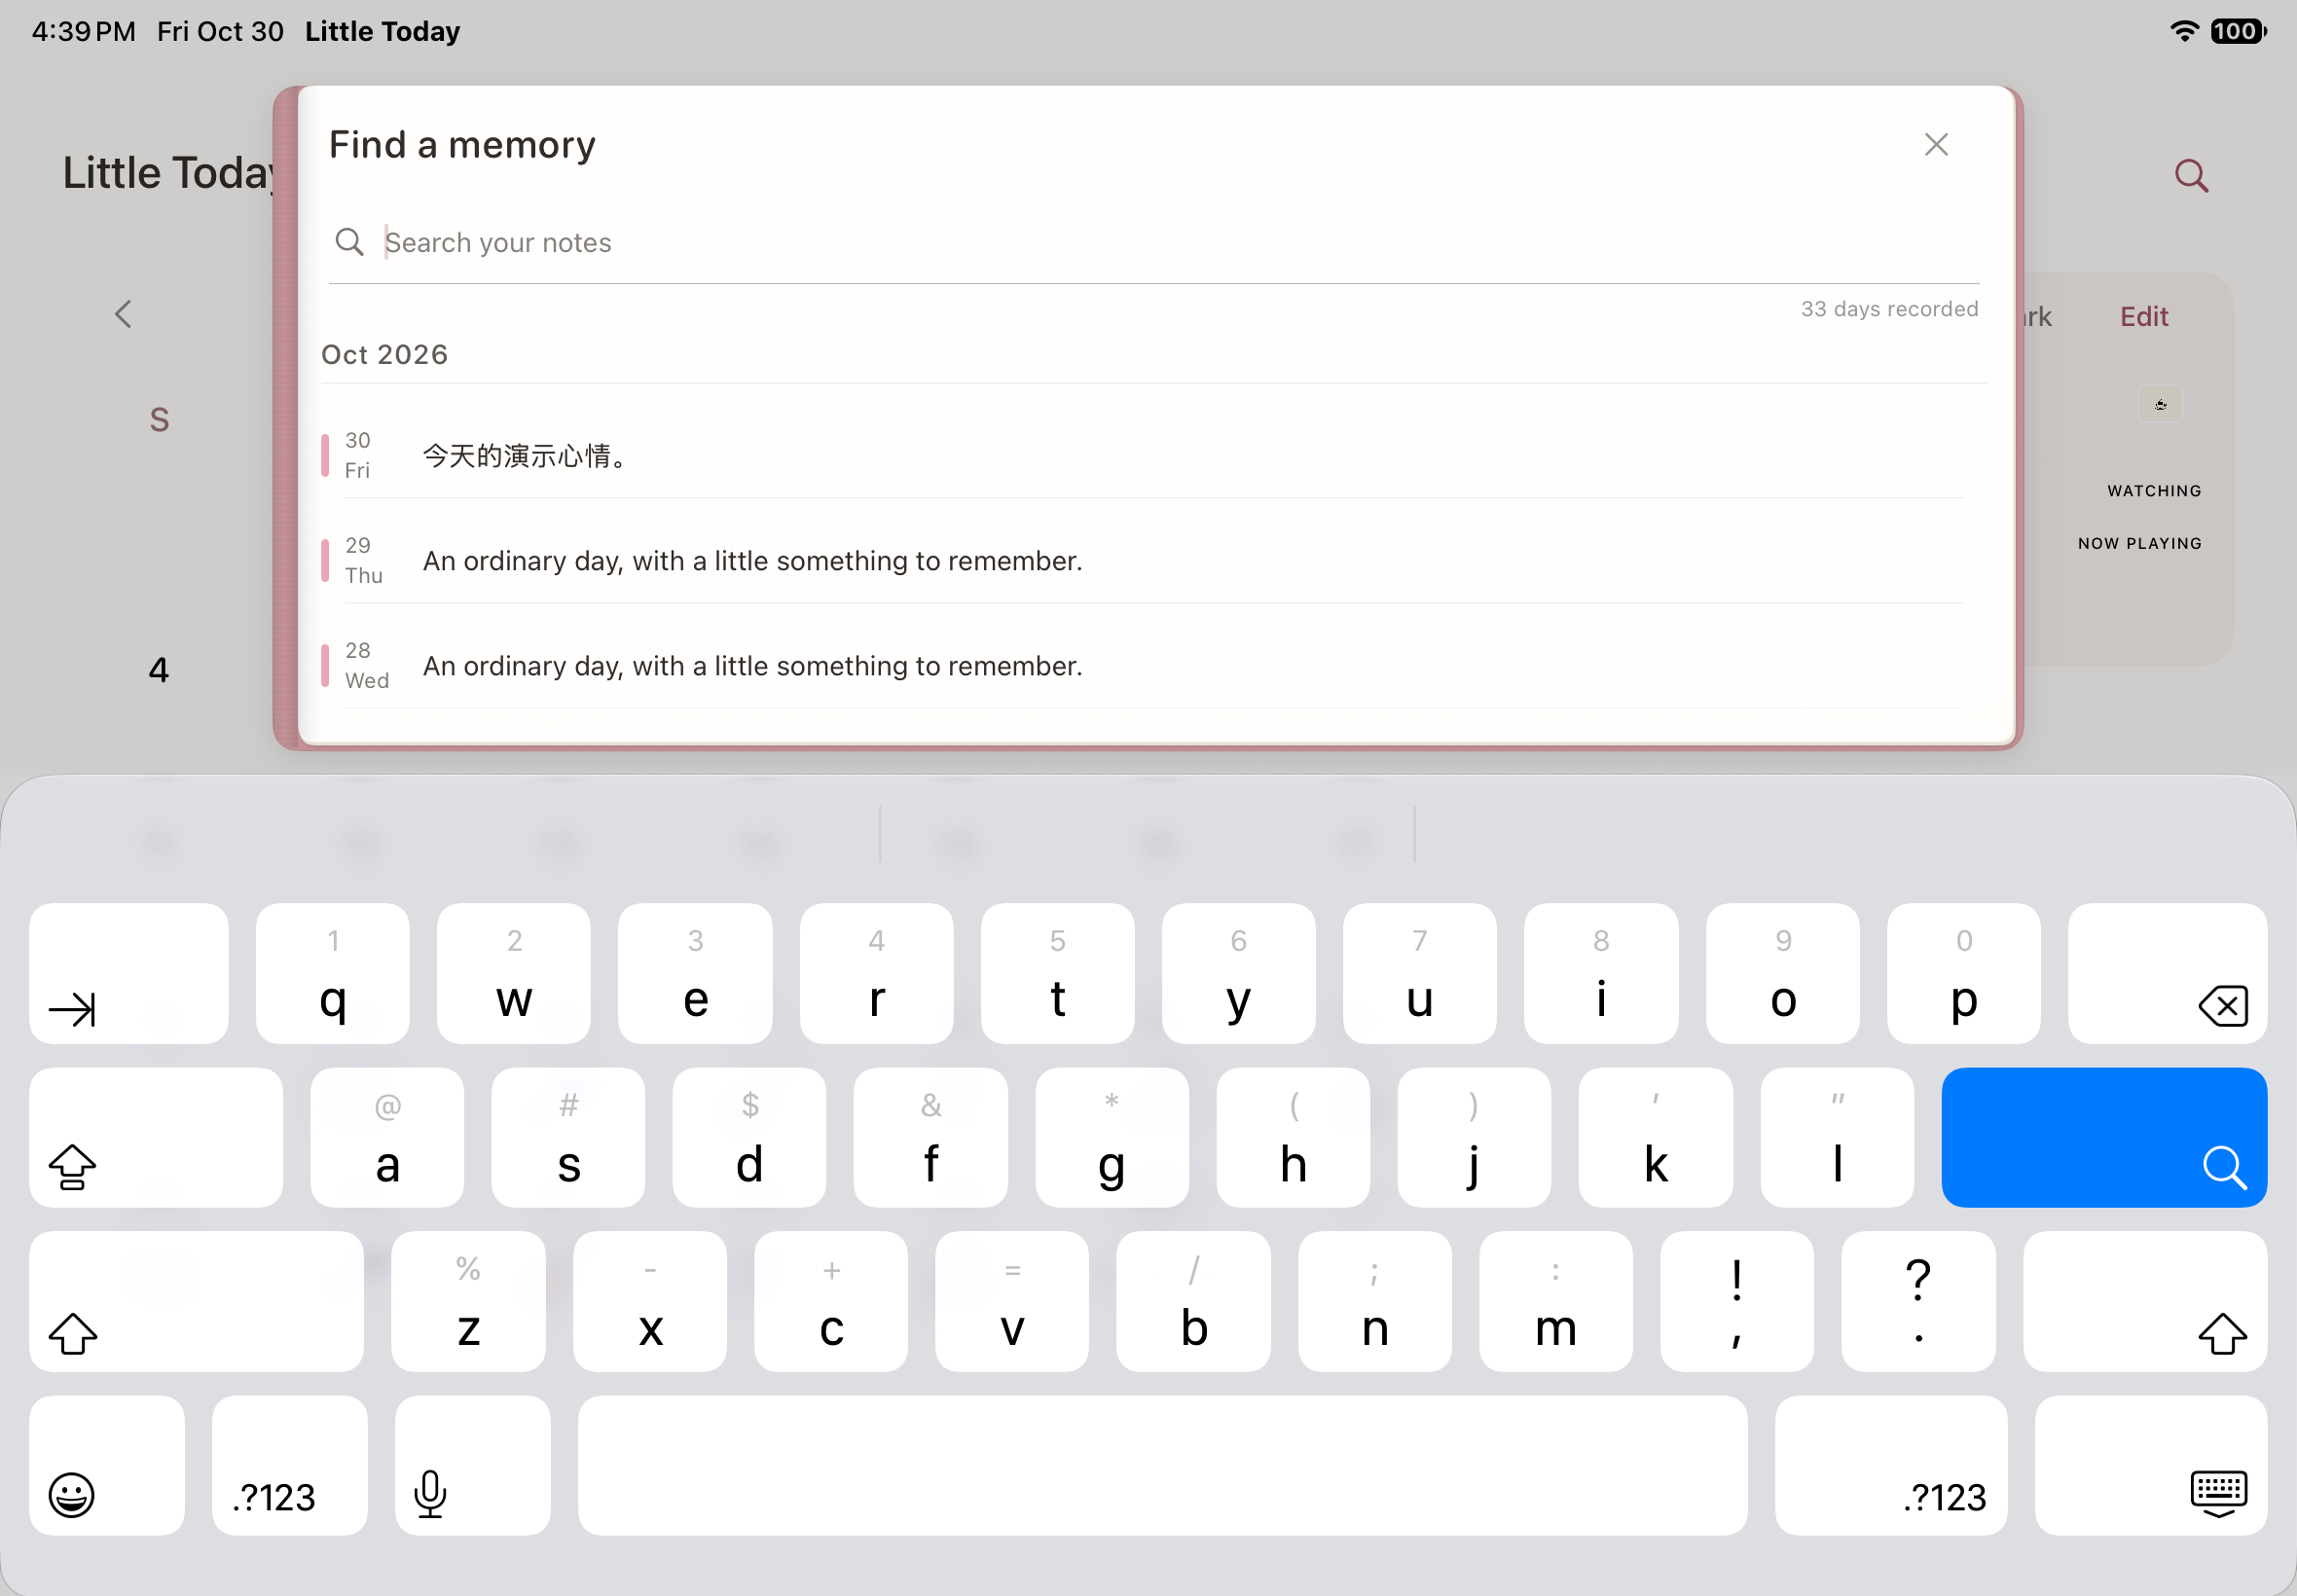 4:39 PM Fri Oct 30 Little Today
100
Find a memory
Little Today
Search your notes
33 days recorded
Edit
Oct 2026
S
30
Fri
今天的演示心情。
WATCHING
29
Thu
An ordinary day, with a little something to remember.
NOW PLAYING
28
Wed
An ordinary day, with a little something to remember.
4
1 2 3 4 5 6 7 8 9 0
q w e r t y u i o p
@ # $ & * ( ) ' "
a s d f g h j k l
% - + = / ; : ! ?
z x c v b n m , .
.?123 .?123